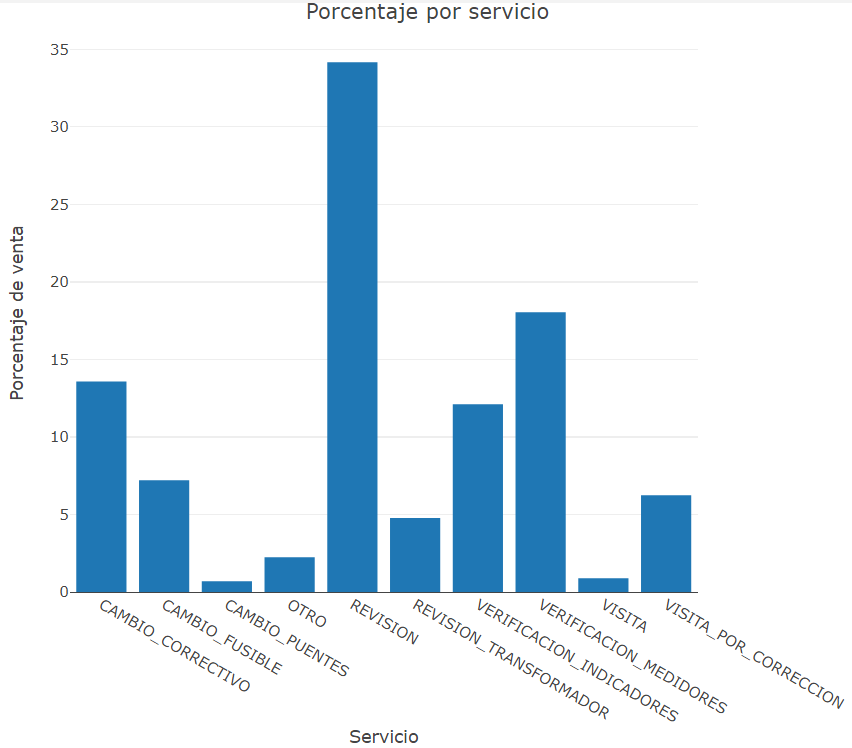 Porcentaje por servicio
Porcentaje de venta
35
30
25
20
15
10
5
0
CAMBIO_CORRECTIVO
CAMBIO_FUSIBLE
CAMBIO_PUENTES
OTRO
REVISION
REVISION_TRANSFORMADOR
VERIFICACION_INDICADORES
VERIFICACION_MEDIDORES
VISITA
VISITA_POR_CORRECCION
Servicio